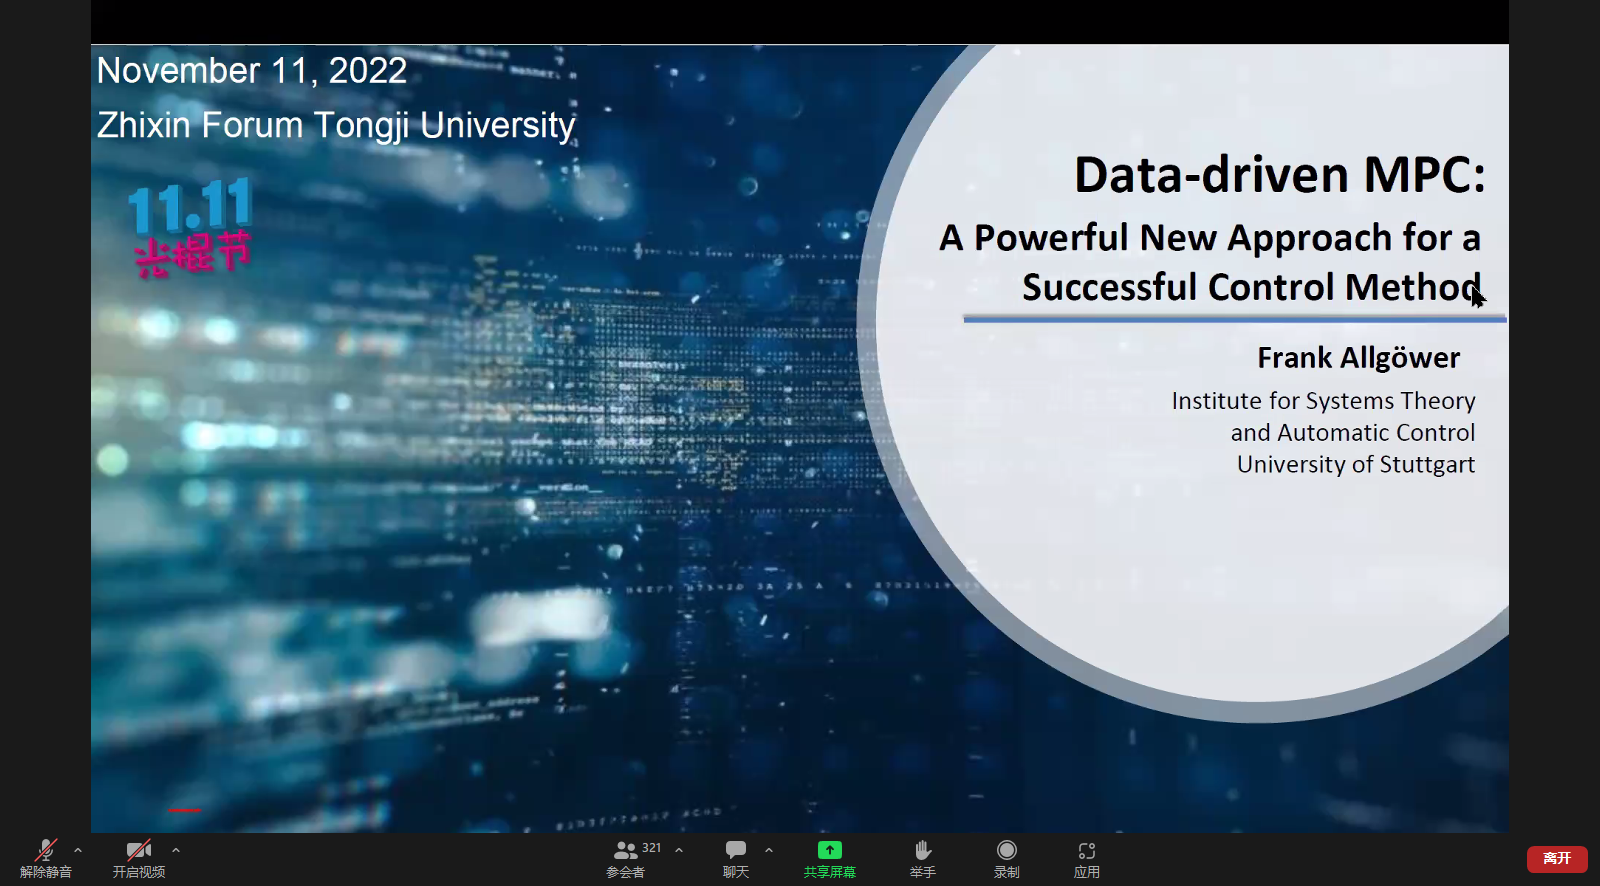 November 11, 2022
Zhixin Forum Tongji University
11.11
光棍节
Data-driven MPC:
A Powerful New Approach for a
Successful Control Method
Frank Allgöwer
Institute for Systems Theory
and Automatic Control
University of Stuttgart
解除静音
开启视频
321
参会者
聊天
共享屏幕
举手
录制
应用
离开